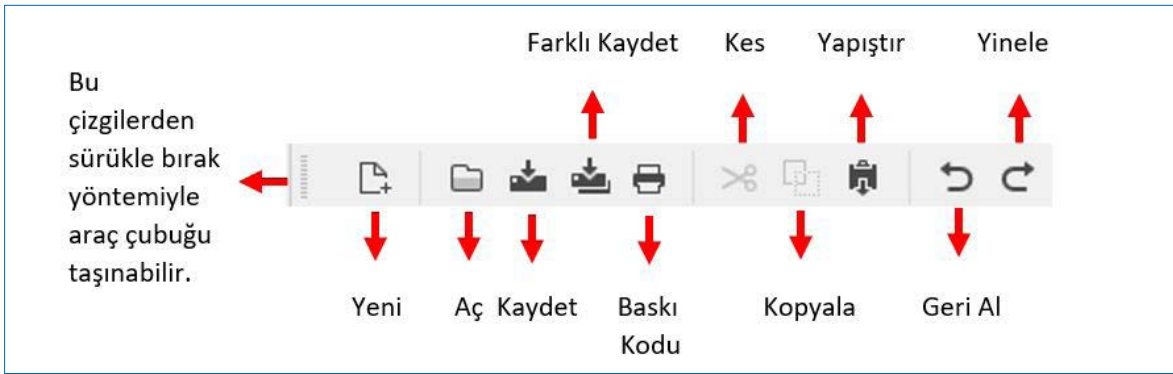 Farklı Kaydet Kes Yapıştır Yinele
Bu
çizgilerden
sürükle bırak
yöntemiyle
araç çubuğu
taşınabilir.
Yeni Aç Kaydet Baskı Kopyala Geri Al
Kodu